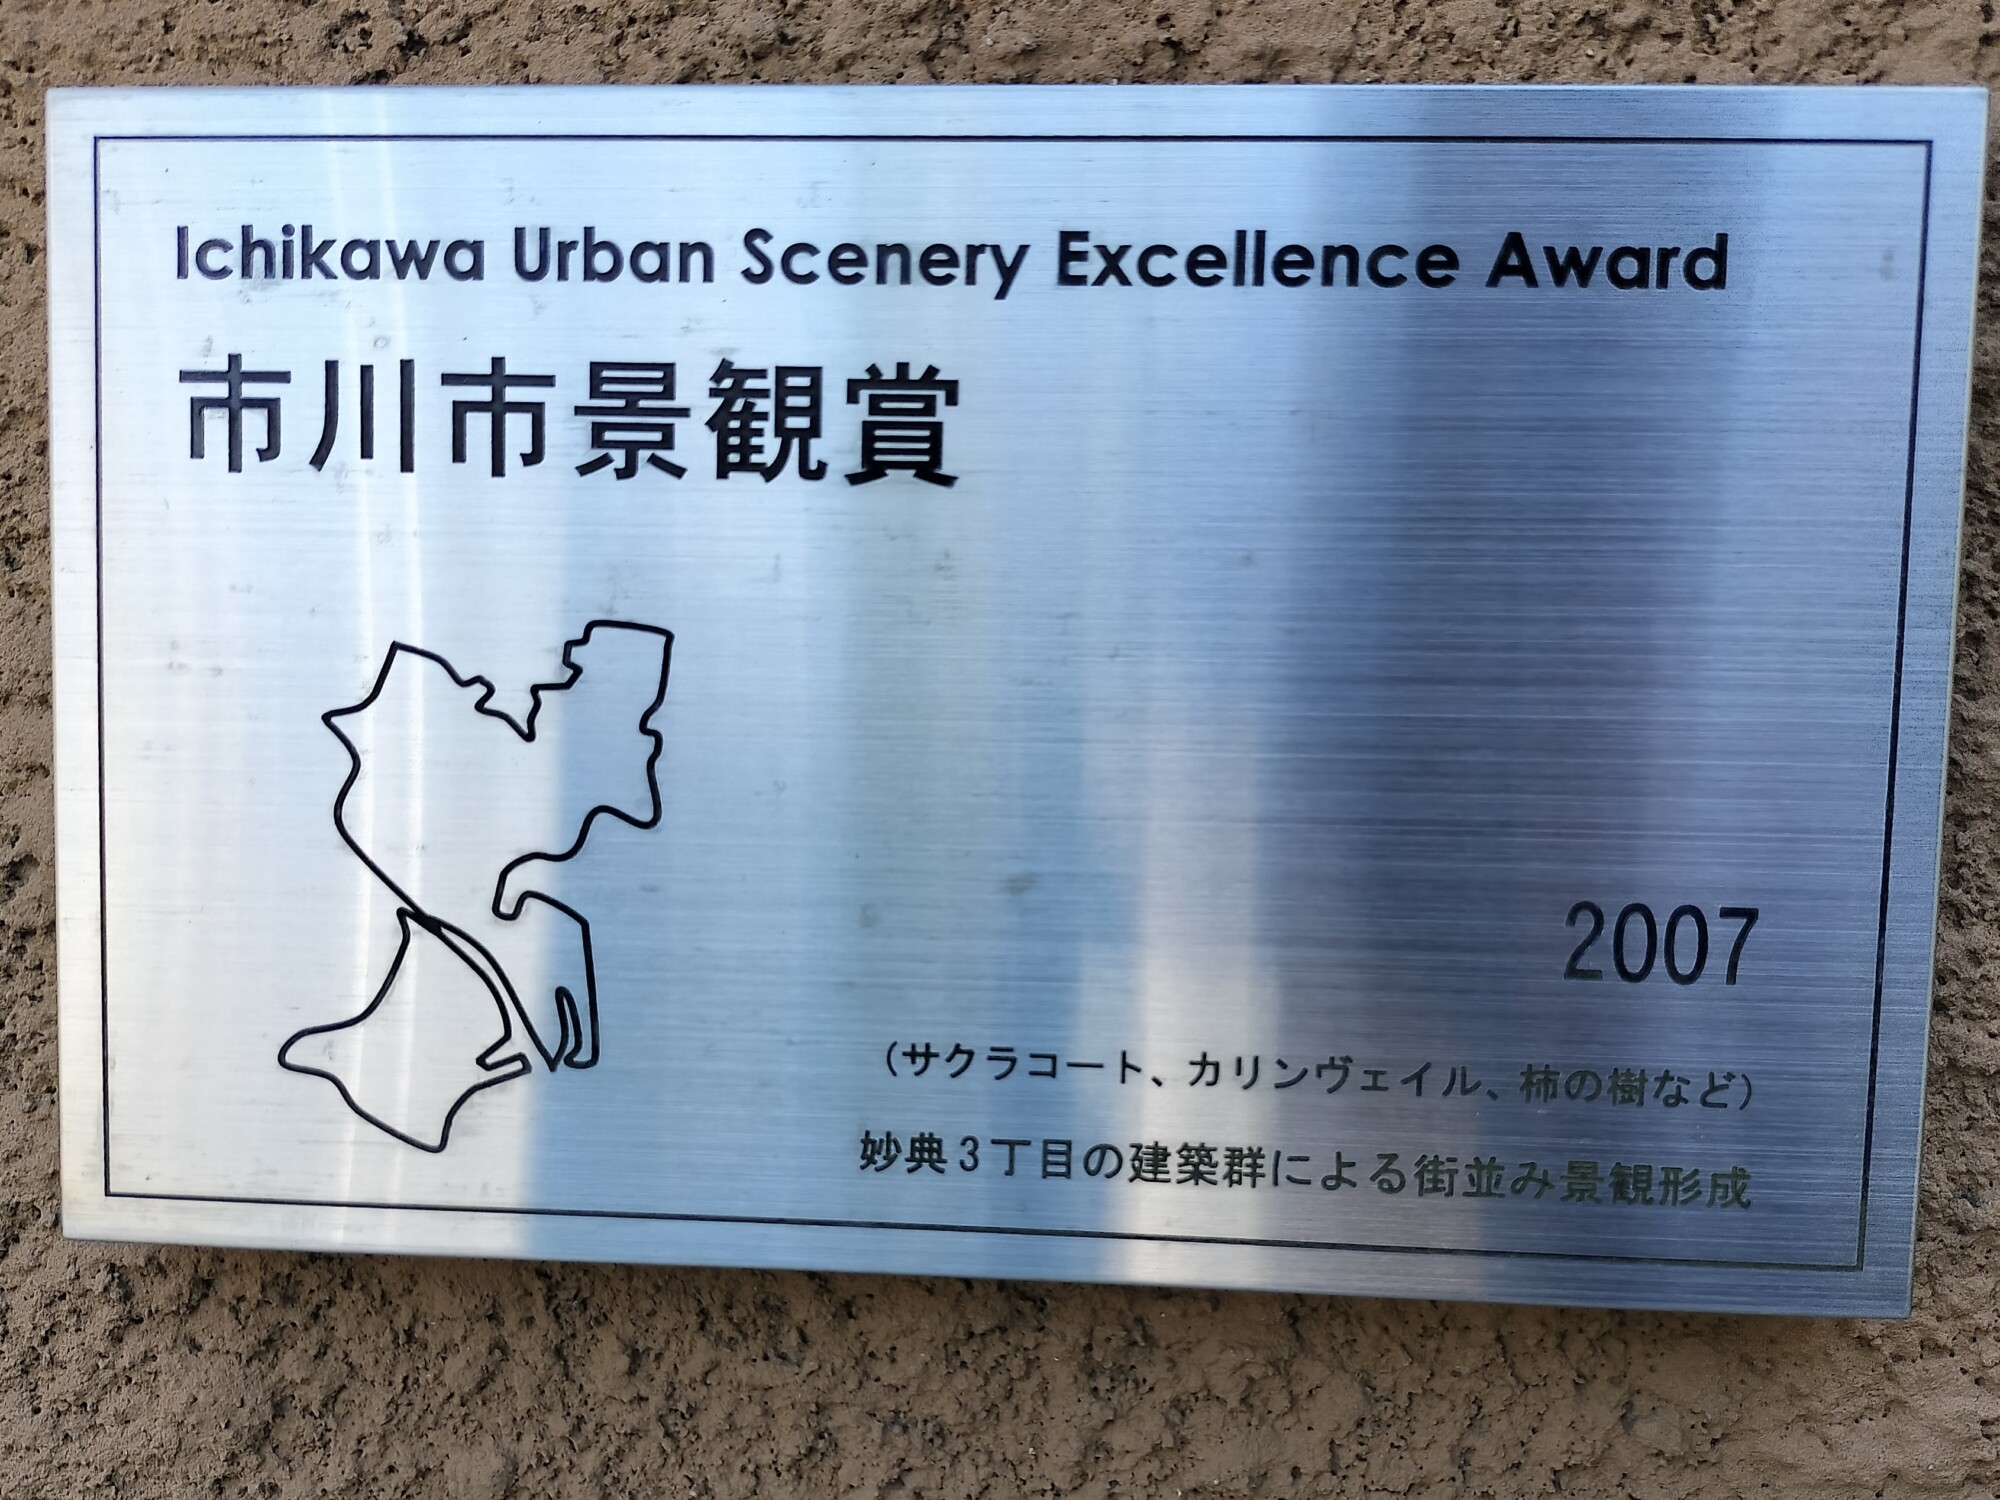 Ichikawa Urban Scenery Excellence Award
市川市景観賞
2007
（サクラコート、カリンヴェイル、柿の樹など）
妙典3丁目の建築群による街並み景観形成